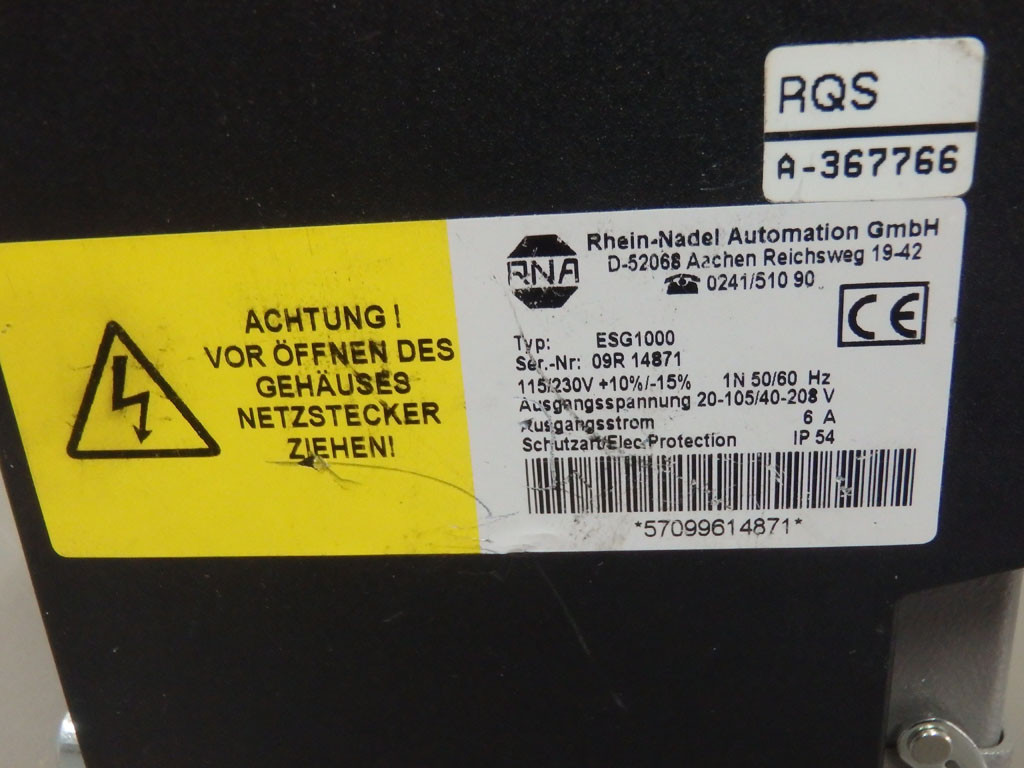 RQS
A-367766
RNA
Rhein-Nadel Automation GmbH
D-52068 Aachen Reichsweg 19-42
☎ 0241/510 90
CE
ACHTUNG !
VOR ÖFFNEN DES
GEHÄUSES
NETZSTECKER
ZIEHEN!
Typ: ESG1000
Ser.-Nr: 09R 14871
115/230V +10%/-15% 1N 50/60 Hz
Ausgangsspannung 20-105/40-208 V
Ausgangsstrom 6 A
Schutzart/Elec.Protection IP 54
*57099614871*